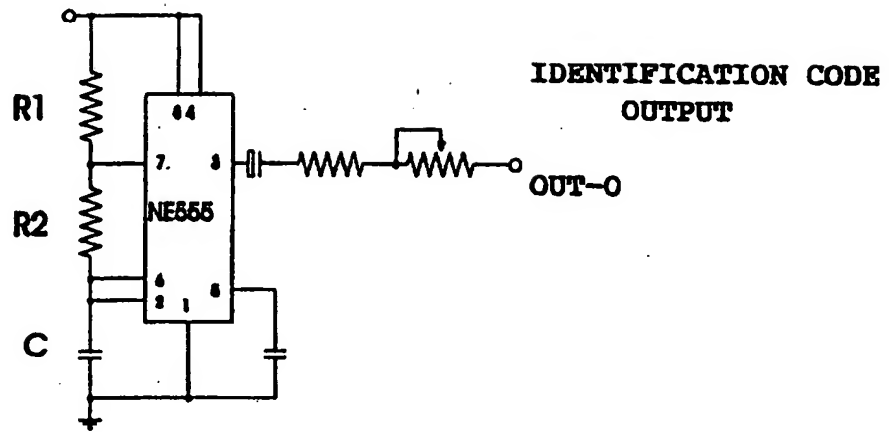 IDENTIFICATION CODE
OUTPUT
R1
8 4
7.
3
OUT-O
R2
NE555
6
2
1
5
C